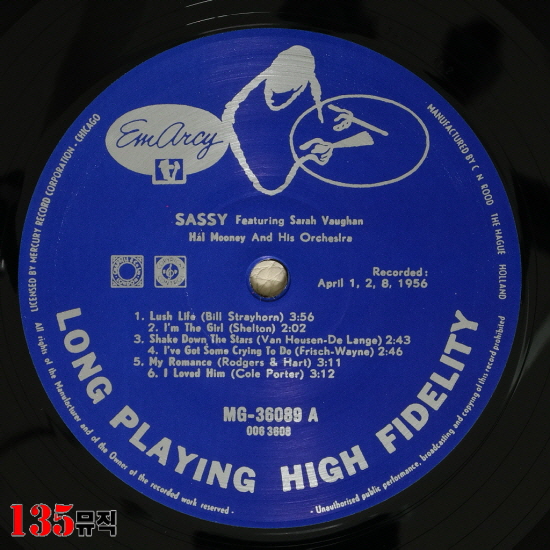 EmArcy
SASSY Featuring Sarah Vaughan
Hal Mooney And His Orchestra
Recorded:
April 1, 2, 8, 1956
1. Lush Life (Bill Strayhorn) 3:56
2. I'm The Girl (Shelton) 2:02
3. Shake Down The Stars (Van Heusen-De Lange) 2:43
4. I've Got Some Crying To Do (Frisch-Wayne) 2:46
5. My Romance (Rodgers & Hart) 3:11
6. I Loved Him (Cole Porter) 3:12
MG-36089 A
006 3608
LONG PLAYING HIGH FIDELITY
LICENSED BY MERCURY RECORD CORPORATION - CHICAGO
MANUFACTURED BY C N ROOD THE HAGUE HOLLAND
All rights of the Manufacturer and of the Owner of the recorded work reserved -
- Unauthorised public performance, broadcasting and copying of this record prohibited
135뮤직